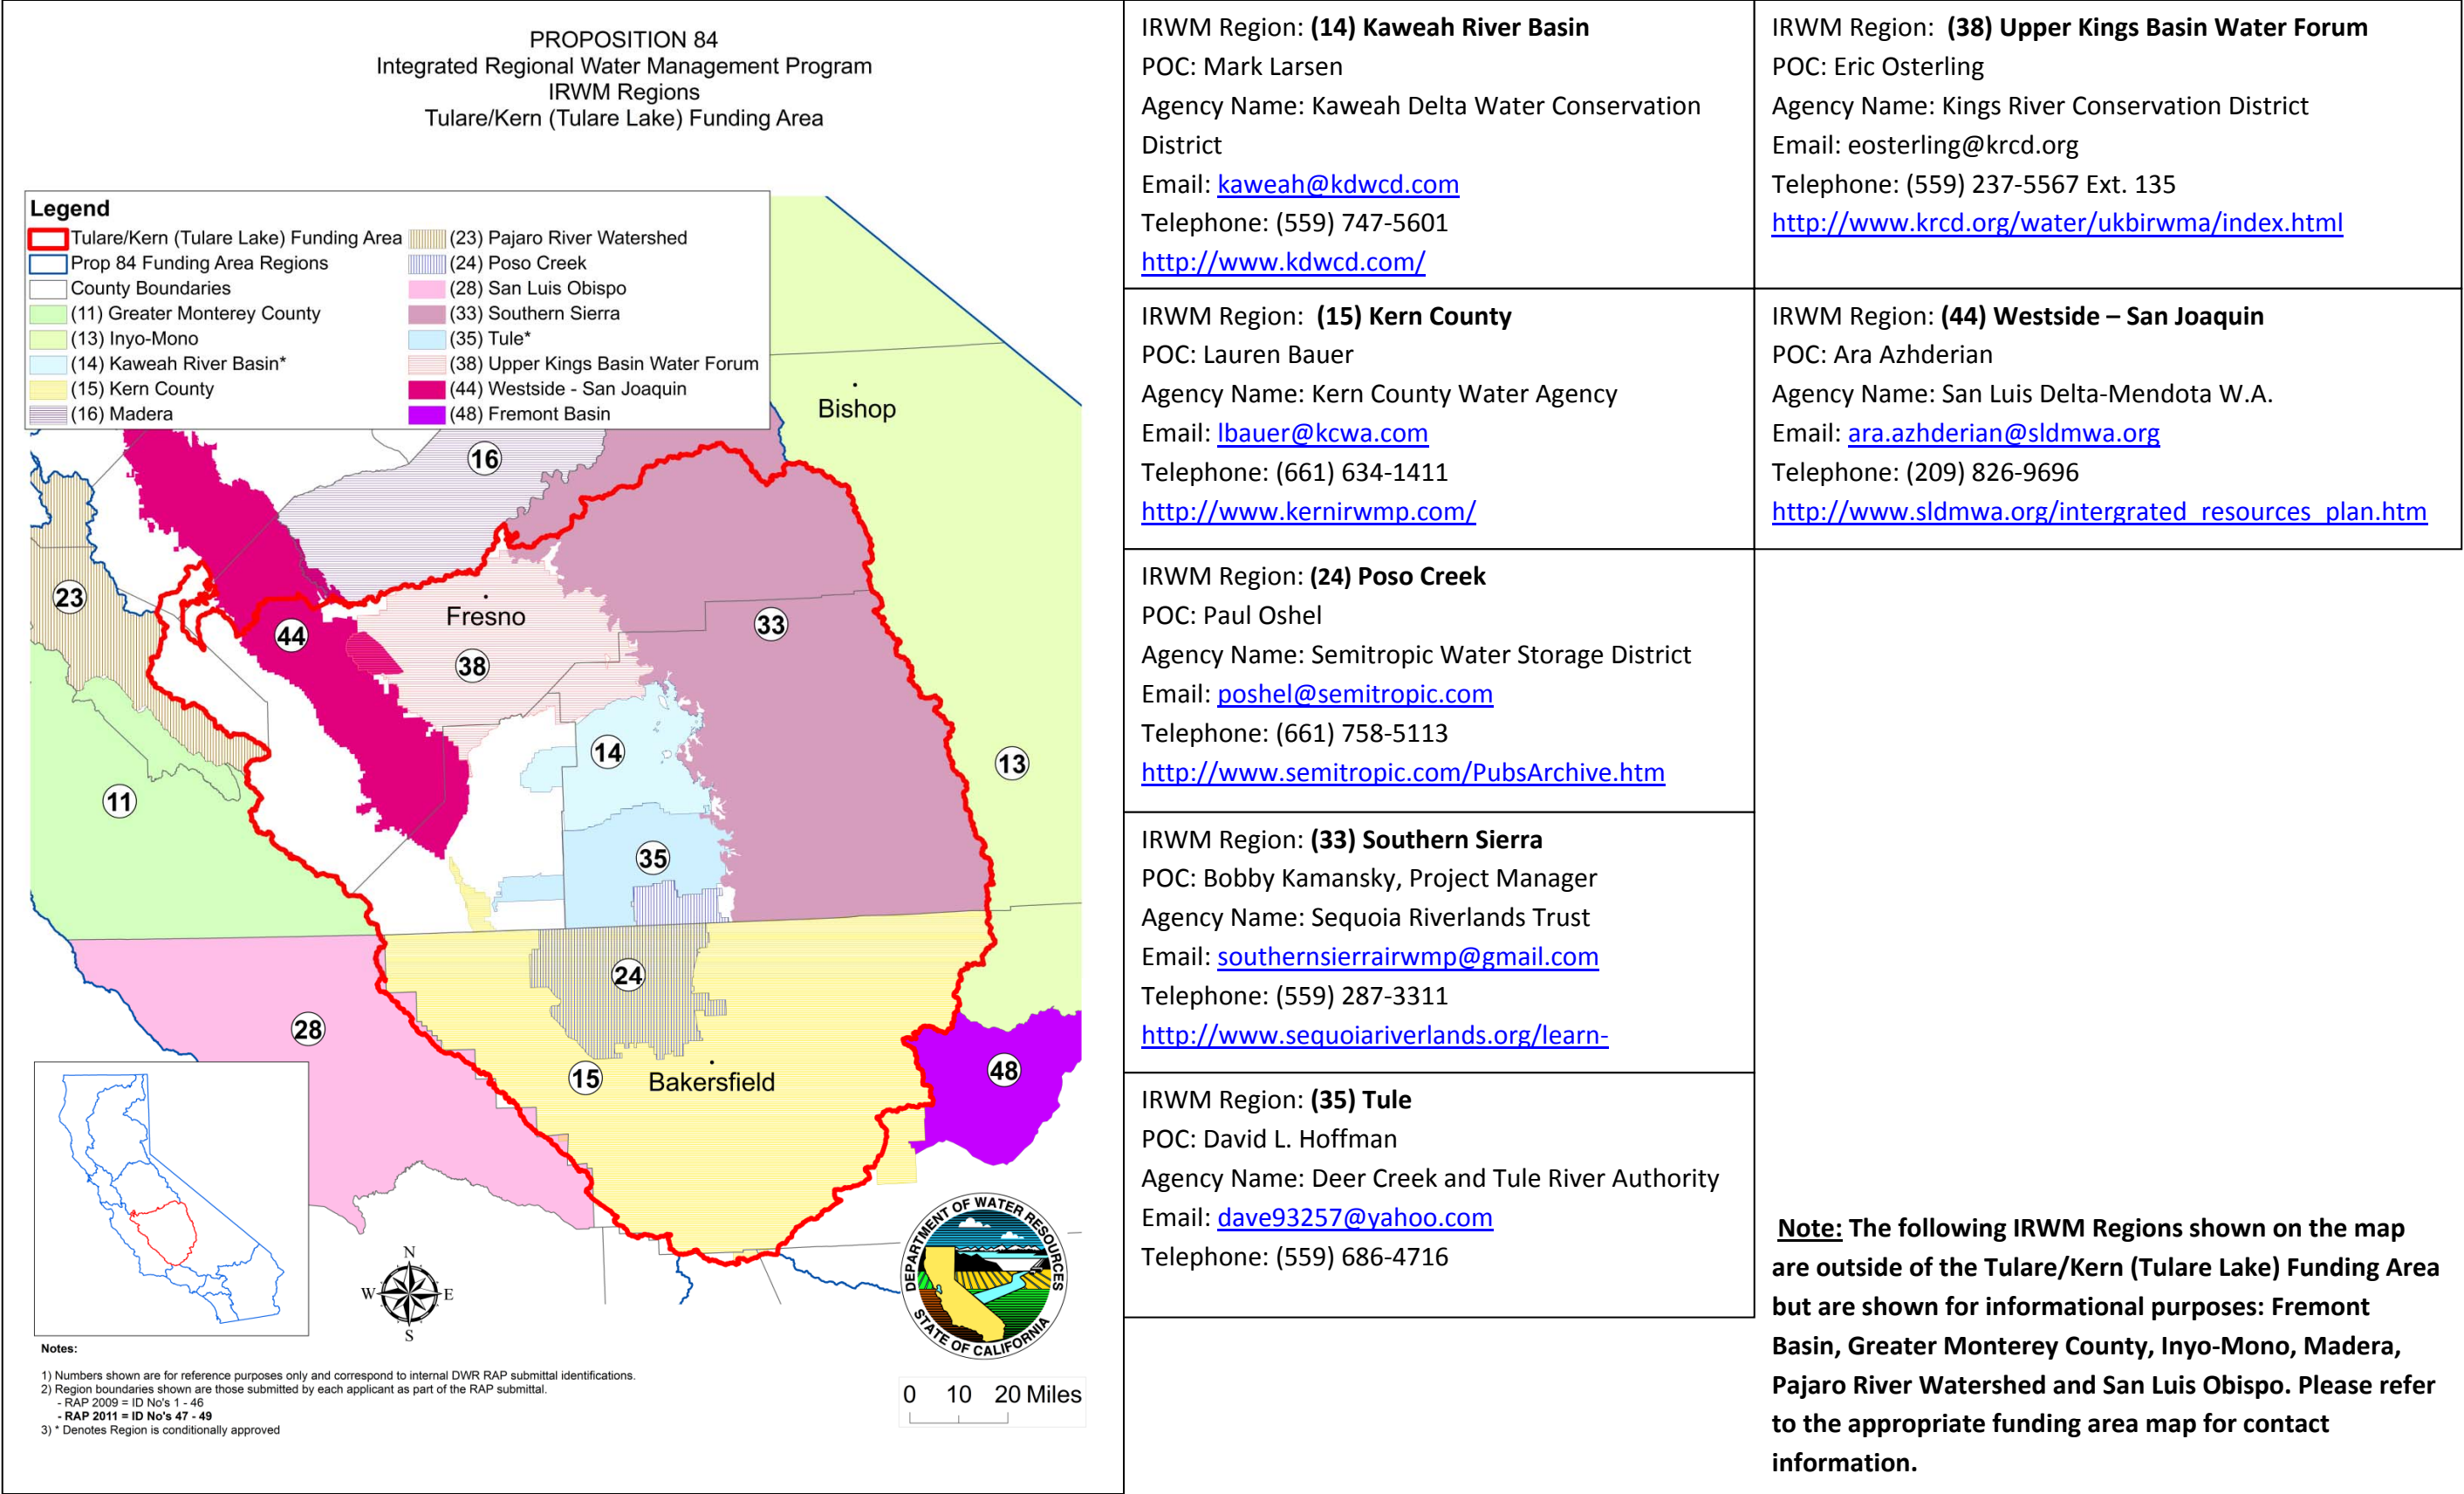 PROPOSITION 84
Integrated Regional Water Management Program
IRWM Regions
Tulare/Kern (Tulare Lake) Funding Area
Legend
Tulare/Kern (Tulare Lake) Funding Area
Prop 84 Funding Area Regions
County Boundaries
(11) Greater Monterey County
(13) Inyo-Mono
(14) Kaweah River Basin*
(15) Kern County
(16) Madera
(23) Pajaro River Watershed
(24) Poso Creek
(28) San Luis Obispo
(33) Southern Sierra
(35) Tule*
(38) Upper Kings Basin Water Forum
(44) Westside - San Joaquin
(48) Fremont Basin
Bishop
16
23
Fresno
33
44
38
14
13
11
35
24
28
15
Bakersfield
48
N
W
E
S
DEPARTMENT OF WATER RESOURCES
STATE OF CALIFORNIA
0 10 20 Miles
Notes:
1) Numbers shown are for reference purposes only and correspond to internal DWR RAP submittal identifications.
2) Region boundaries shown are those submitted by each applicant as part of the RAP submittal.
- RAP 2009 = ID No's 1 - 46
- RAP 2011 = ID No's 47 - 49
3) * Denotes Region is conditionally approved
IRWM Region: (14) Kaweah River Basin
POC: Mark Larsen
Agency Name: Kaweah Delta Water Conservation
District
Email: kaweah@kdwcd.com
Telephone: (559) 747-5601
http://www.kdwcd.com/
IRWM Region: (38) Upper Kings Basin Water Forum
POC: Eric Osterling
Agency Name: Kings River Conservation District
Email: eosterling@krcd.org
Telephone: (559) 237-5567 Ext. 135
http://www.krcd.org/water/ukbirwma/index.html
IRWM Region: (15) Kern County
POC: Lauren Bauer
Agency Name: Kern County Water Agency
Email: lbauer@kcwa.com
Telephone: (661) 634-1411
http://www.kernirwmp.com/
IRWM Region: (44) Westside – San Joaquin
POC: Ara Azhderian
Agency Name: San Luis Delta-Mendota W.A.
Email: ara.azhderian@sldmwa.org
Telephone: (209) 826-9696
http://www.sldmwa.org/intergrated_resources_plan.htm
IRWM Region: (24) Poso Creek
POC: Paul Oshel
Agency Name: Semitropic Water Storage District
Email: poshel@semitropic.com
Telephone: (661) 758-5113
http://www.semitropic.com/PubsArchive.htm
IRWM Region: (33) Southern Sierra
POC: Bobby Kamansky, Project Manager
Agency Name: Sequoia Riverlands Trust
Email: southernsierrairwmp@gmail.com
Telephone: (559) 287-3311
http://www.sequoiariverlands.org/learn-
IRWM Region: (35) Tule
POC: David L. Hoffman
Agency Name: Deer Creek and Tule River Authority
Email: dave93257@yahoo.com
Telephone: (559) 686-4716
Note: The following IRWM Regions shown on the map
are outside of the Tulare/Kern (Tulare Lake) Funding Area
but are shown for informational purposes: Fremont
Basin, Greater Monterey County, Inyo-Mono, Madera,
Pajaro River Watershed and San Luis Obispo. Please refer
to the appropriate funding area map for contact
information.